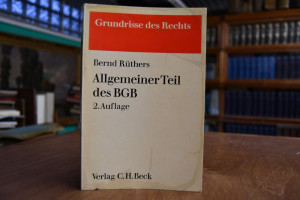 Grundrisse des Rechts
Bernd Rüthers
Allgemeiner Teil
des BGB
2. Auflage
Verlag C.H. Beck